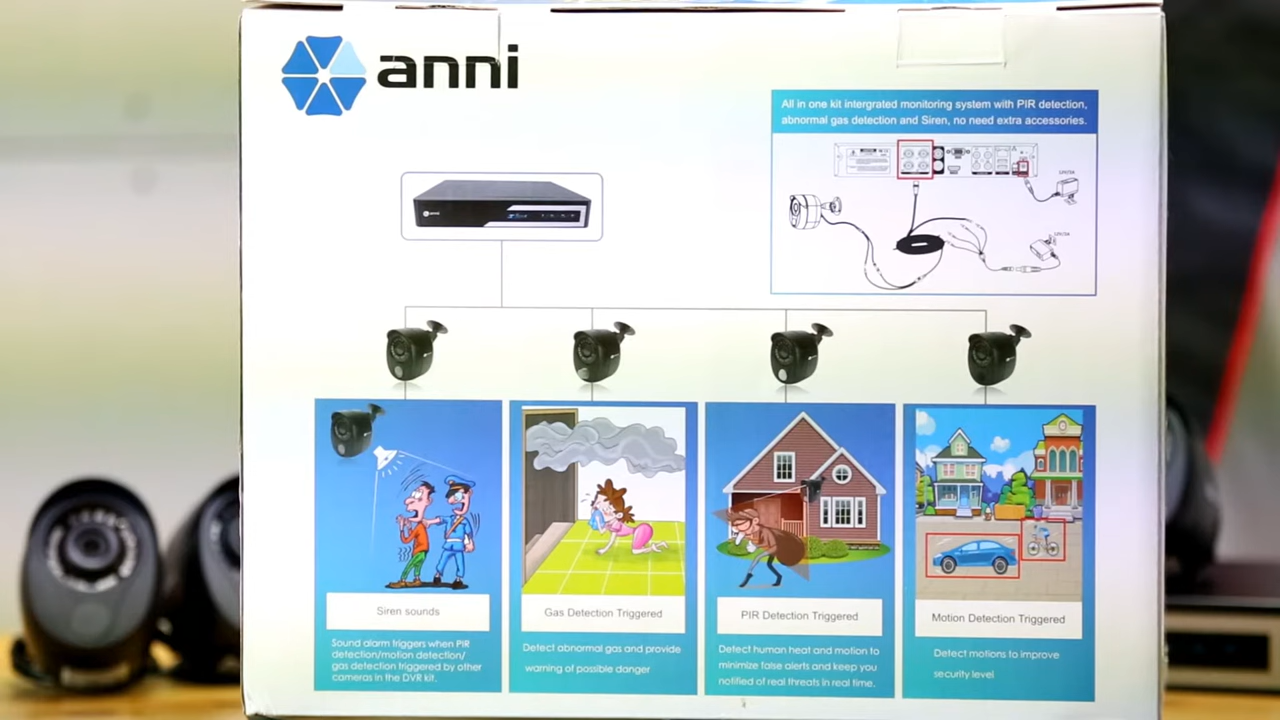 anni
All in one kit intergrated monitoring system with PIR detection,
abnormal gas detection and Siren, no need extra accessories.
anni
Siren sounds
Sound alarm triggers when PIR
detection/motion detection/
gas detection triggered by other
cameras in the DVR kit.
Gas Detection Triggered
Detect abnormal gas and provide
warning of possible danger
PIR Detection Triggered
Detect human heat and motion to
minimize false alerts and keep you
notified of real threats in real time.
Motion Detection Triggered
Detect motions to improve
security level